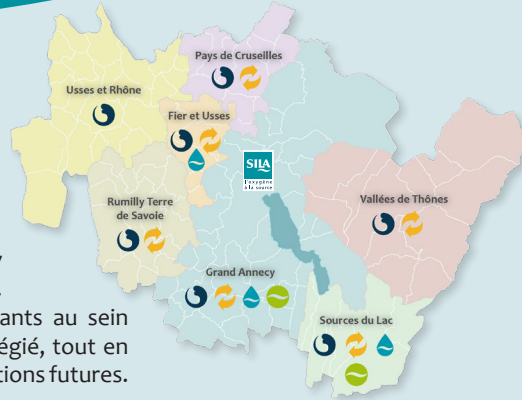 Pays de Cruseilles
Usses et Rhône
Fier et Usses
SILA
l'oxygène
à la source
Rumilly Terre
de Savoie
Vallées de Thônes
Grand Annecy
Sources du Lac
ants au sein
égié, tout en
tions futures.